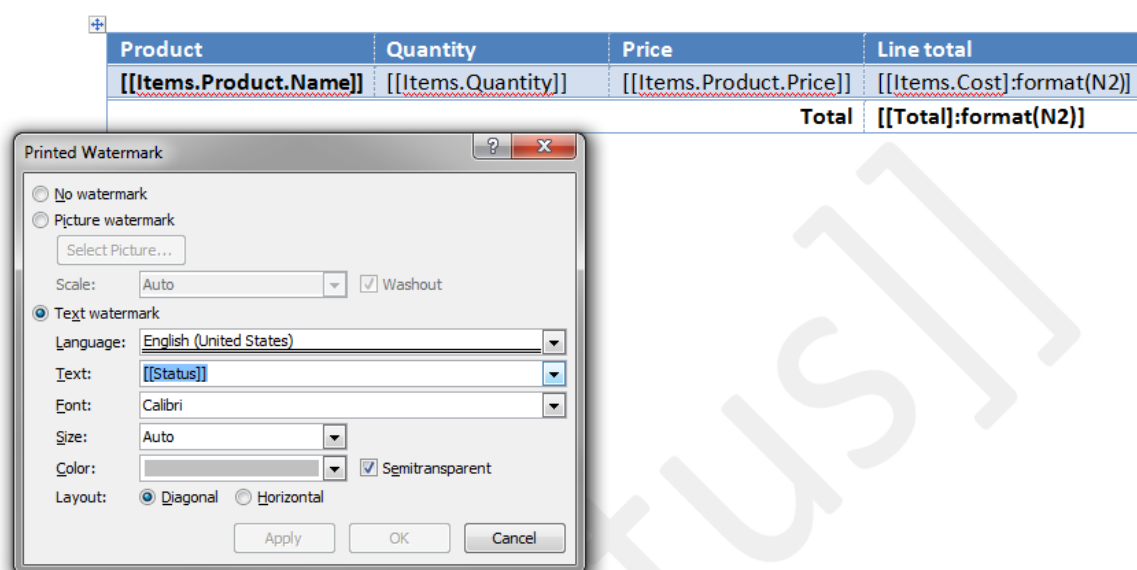 Product Quantity Price Line total
[[Items.Product.Name]] [[Items.Quantity]] [[Items.Product.Price]] [[Items.Cost]:format(N2)]
Total [[Total]:format(N2)]
Printed Watermark
?
No watermark
Picture watermark
Select Picture...
Scale: Auto Washout
Text watermark
Language: English (United States)
Text: [[Status]]
Font: Calibri
Size: Auto
Color: Semitransparent
Layout: Diagonal Horizontal
Apply OK Cancel
tus]]